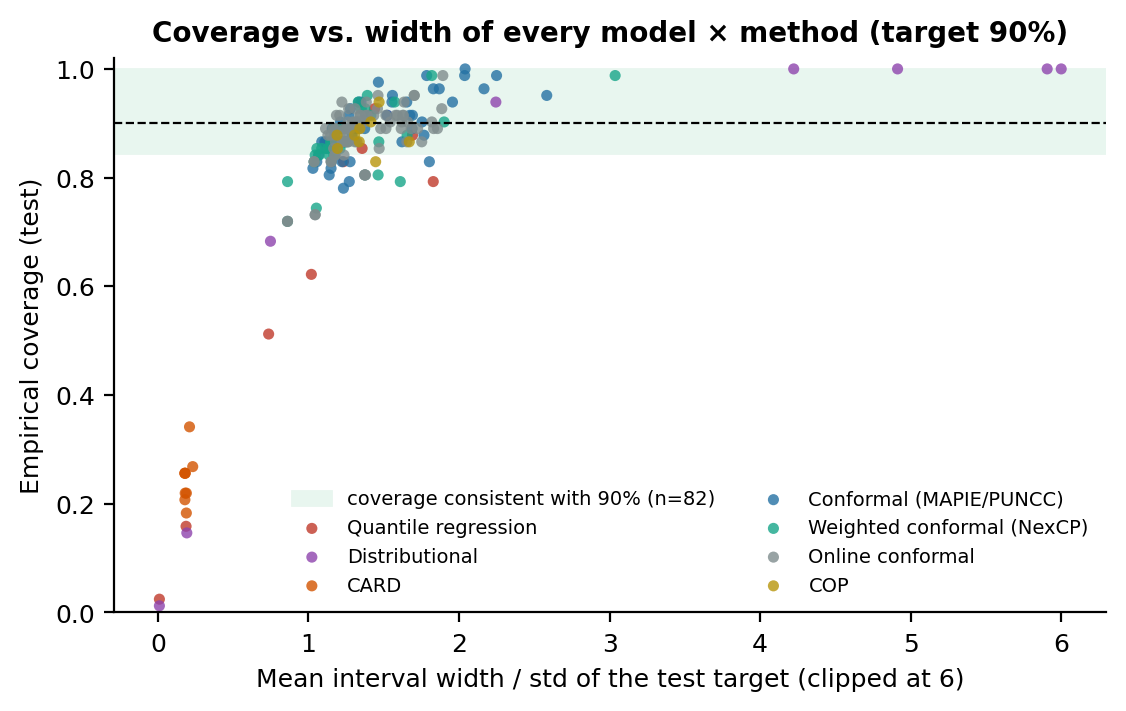 Coverage vs. width of every model × method (target 90%)
Empirical coverage (test)
1.0
0.8
0.6
0.4
0.2
0.0
coverage consistent with 90% (n=82)
Quantile regression
Distributional
CARD
Conformal (MAPIE/PUNCC)
Weighted conformal (NexCP)
Online conformal
COP
0 1 2 3 4 5 6
Mean interval width / std of the test target (clipped at 6)